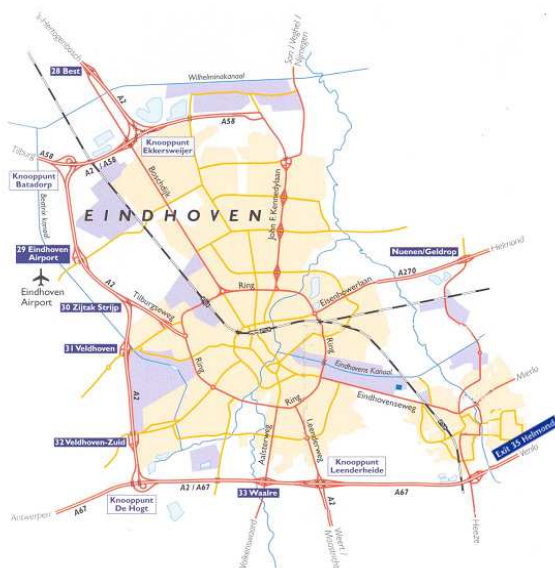 's-Hertogenbosch
28 Best
A2
Son / Veghel /
Nijmegen
Wilhelminakanaal
A58
Knooppunt
Ekkersweijer
Tilburg
A58
A2 / A58
Knooppunt
Batadorp
Beatrix kanaal
Boschdijk
John F. Kennedylaan
EINDHOVEN
29 Eindhoven
Airport
Eindhoven
Airport
A2
Nuenen/Geldrop
Helmond
A270
Eisenhowerlaan
Ring
30 Zijtak Strijp
Tilburgseweg
31 Veldhoven
Ring
Ring
Eindhovens Kanaal
Eindhovenseweg
Mierlo
A2
Ring
Aalsterweg
Leenderweg
32 Veldhoven-Zuid
Exit 35 Helmond
Venlo
Knooppunt
Leenderheide
Knooppunt
De Hogt
A2 / A67
33 Waalre
A67
Antwerpen
A67
A2
Valkenswaard
Weert /
Maastricht
Heeze